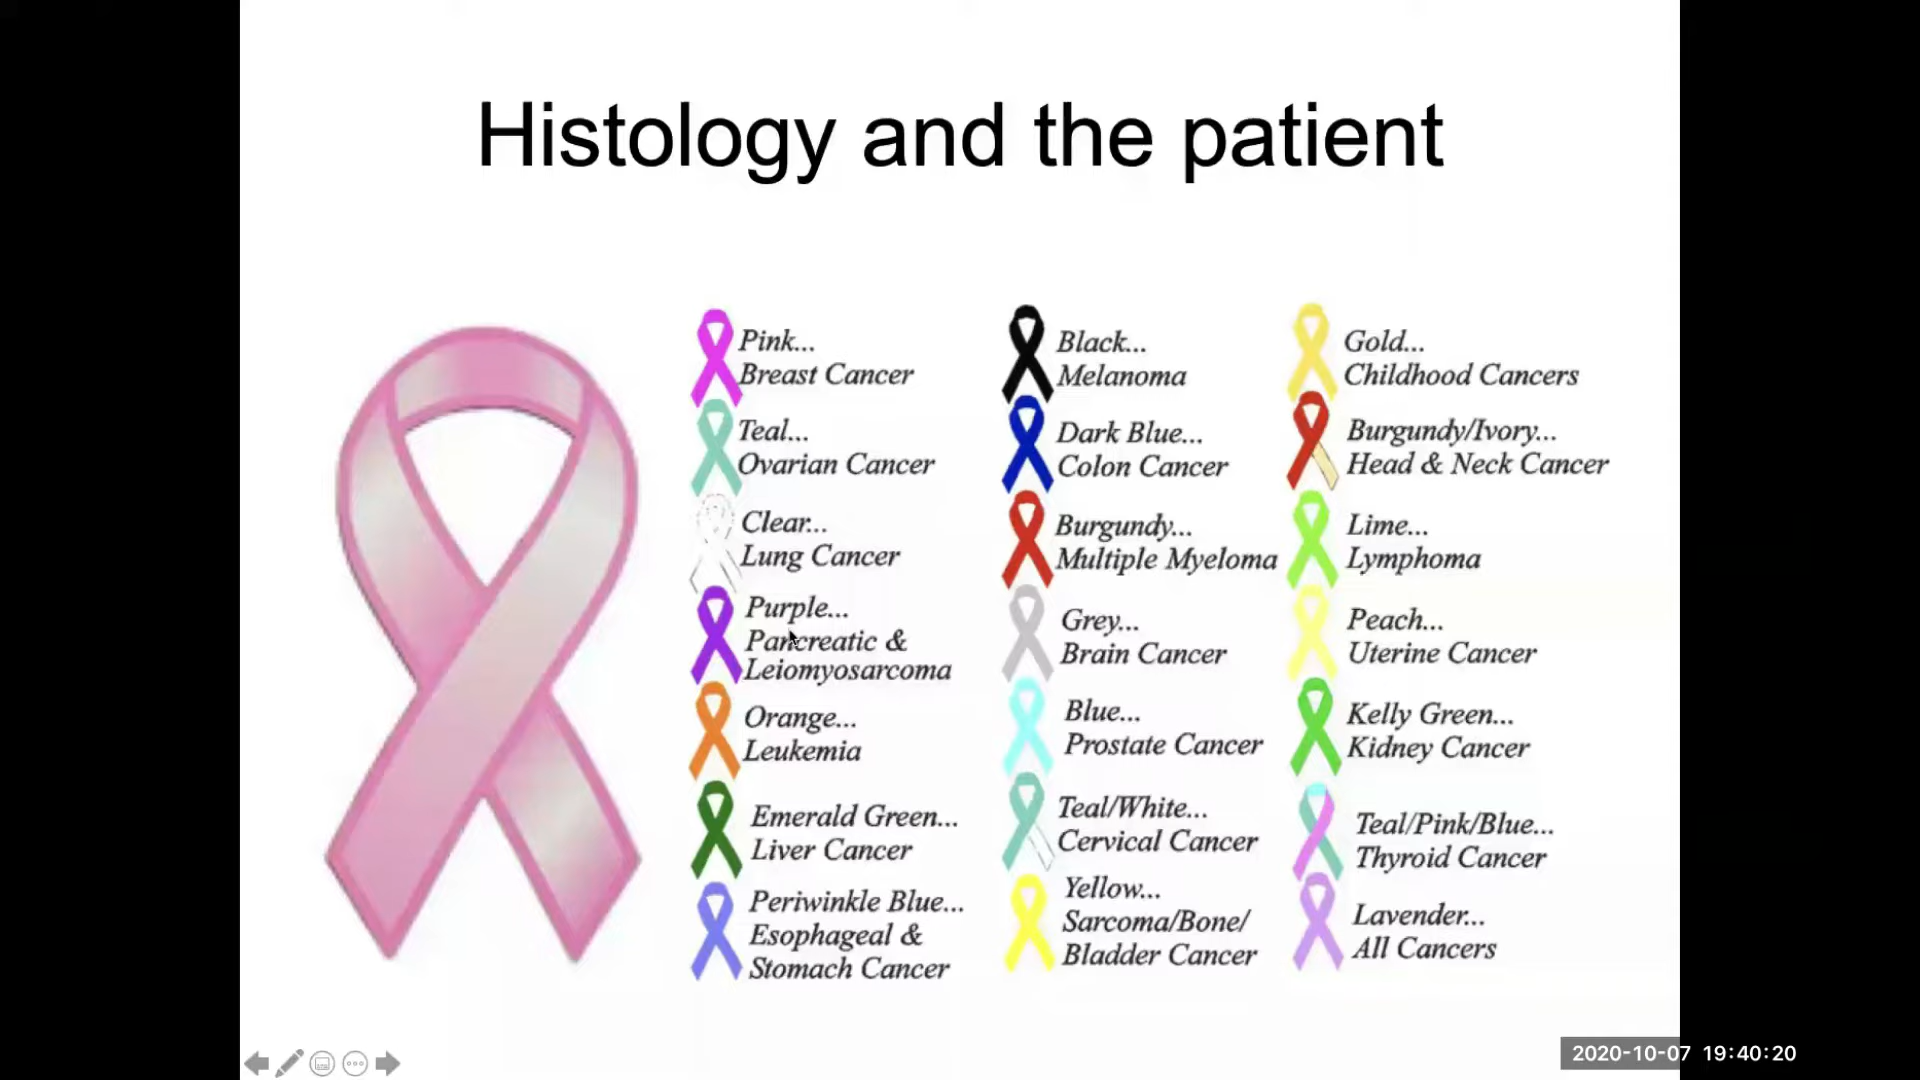 Histology and the patient
Pink...
Breast Cancer
Teal...
Ovarian Cancer
Clear...
Lung Cancer
Purple...
Pancreatic &
Leiomyosarcoma
Orange...
Leukemia
Emerald Green...
Liver Cancer
Periwinkle Blue...
Esophageal &
Stomach Cancer
Black...
Melanoma
Dark Blue...
Colon Cancer
Burgundy...
Multiple Myeloma
Grey...
Brain Cancer
Blue...
Prostate Cancer
Teal/White...
Cervical Cancer
Yellow...
Sarcoma/Bone/
Bladder Cancer
Gold...
Childhood Cancers
Burgundy/Ivory...
Head & Neck Cancer
Lime...
Lymphoma
Peach...
Uterine Cancer
Kelly Green...
Kidney Cancer
Teal/Pink/Blue...
Thyroid Cancer
Lavender...
All Cancers
2020-10-07 19:40:20